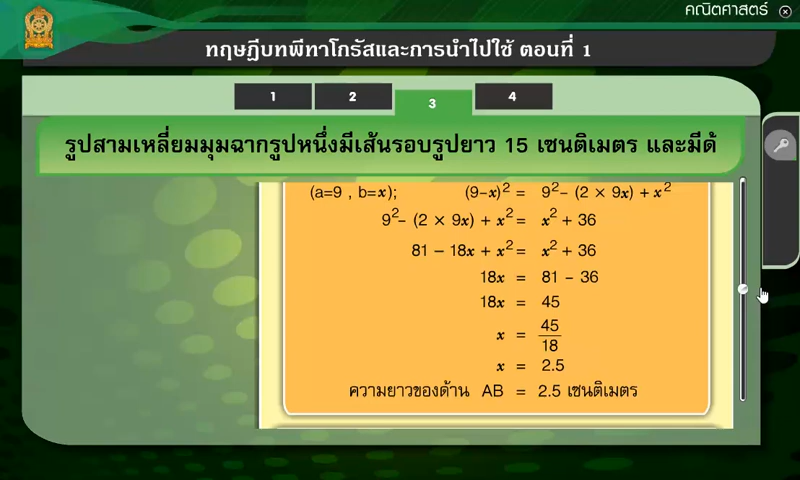 คณิตศาสตร์
ทฤษฎีบทพีทาโกรัสและการนำไปใช้ ตอนที่ 1
1 2 3 4
รูปสามเหลี่ยมมุมฉากรูปหนึ่งมีเส้นรอบรูปยาว 15 เซนติเมตร และมีด้
(a=9 , b=x); (9–x)² = 9²– (2 × 9x) + x²
9²– (2 × 9x) + x² = x² + 36
81 – 18x + x² = x² + 36
18x = 81 – 36
18x = 45
x = 45/18
x = 2.5
ความยาวของด้าน AB = 2.5 เซนติเมตร